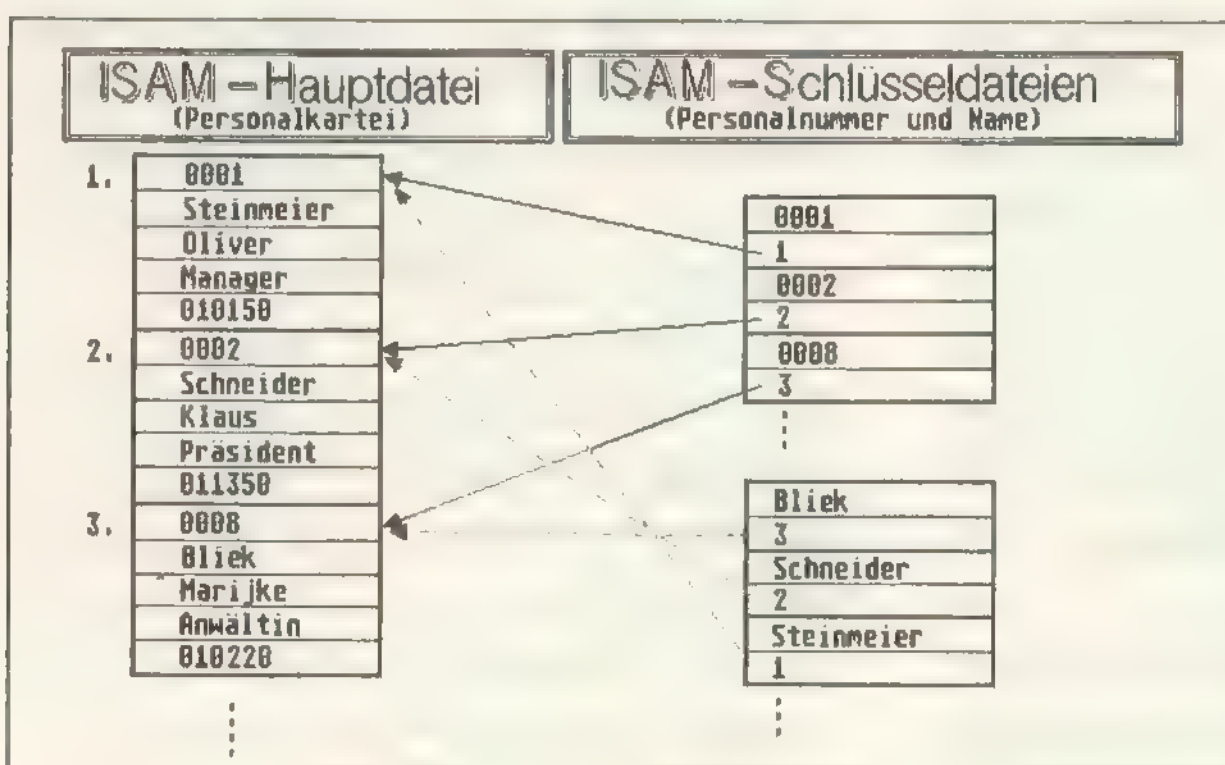 ISAM – Hauptdatei
(Personalkartei)
ISAM – Schlüsseldateien
(Personalnummer und Name)
1. 0001
Steinmeier
Oliver
Manager
010150
2. 0002
Schneider
Klaus
Präsident
011350
3. 0008
Bliek
Marijke
Anwältin
010220
0001
1
0002
2
0008
3
Bliek
3
Schneider
2
Steinmeier
1